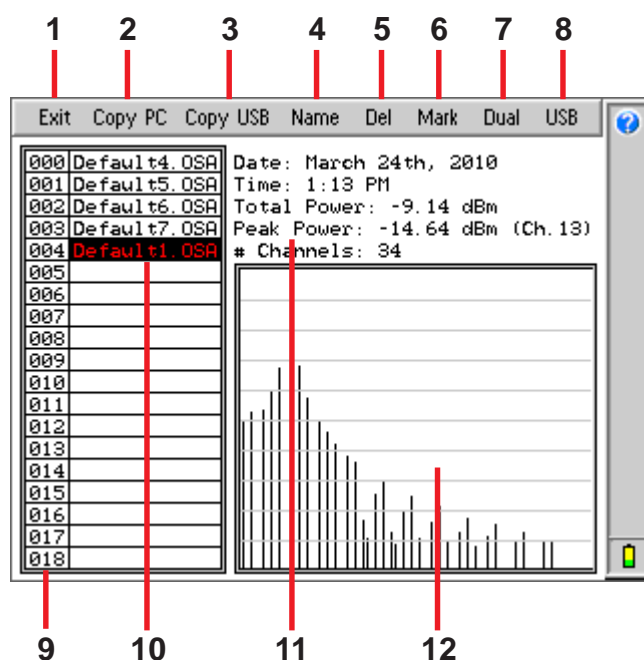 1 2 3 4 5 6 7 8
Exit Copy PC Copy USB Name Del Mark Dual USB
?
000 Default4.OSA
001 Default5.OSA
002 Default6.OSA
003 Default7.OSA
004 Default1.OSA
005
006
007
008
009
010
011
012
013
014
015
016
017
018
Date: March 24th, 2010
Time: 1:13 PM
Total Power: -9.14 dBm
Peak Power: -14.64 dBm (Ch.13)
# Channels: 34
9 10 11 12